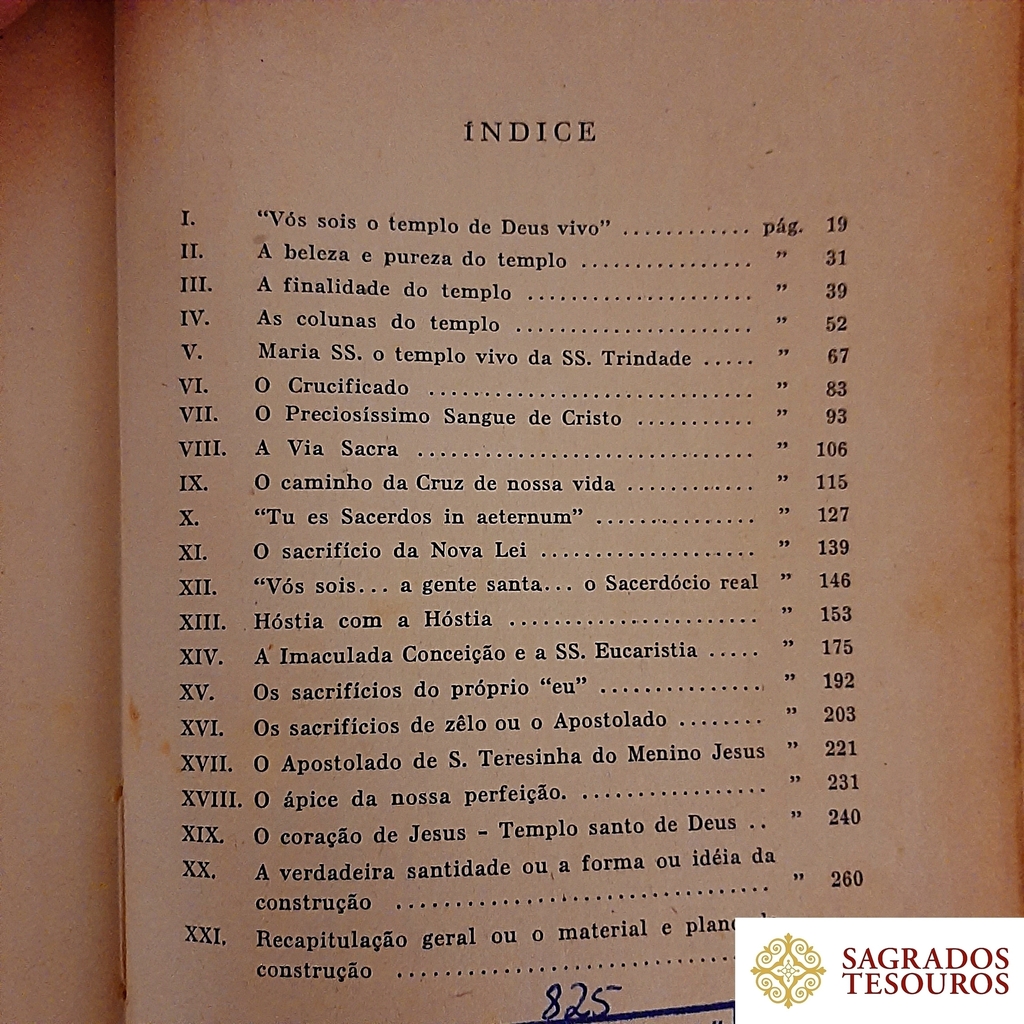 ÍNDICE
I. "Vós sois o templo de Deus vivo" ............ pág. 19
II. A beleza e pureza do templo ................ " 31
III. A finalidade do templo ....................... " 39
IV. As colunas do templo ........................ " 52
V. Maria SS. o templo vivo da SS. Trindade ..... " 67
VI. O Crucificado ................................. " 83
VII. O Preciosíssimo Sangue de Cristo ........... " 93
VIII. A Via Sacra .................................. " 106
IX. O caminho da Cruz de nossa vida ............ " 115
X. "Tu es Sacerdos in aeternum" ................ " 127
XI. O sacrifício da Nova Lei ...................... " 139
XII. "Vós sois... a gente santa... o Sacerdócio real " 146
XIII. Hóstia com a Hóstia ......................... " 153
XIV. A Imaculada Conceição e a SS. Eucaristia ..... " 175
XV. Os sacrifícios do próprio "eu" ................ " 192
XVI. Os sacrifícios de zêlo ou o Apostolado ........ " 203
XVII. O Apostolado de S. Teresinha do Menino Jesus " 221
XVIII. O ápice da nossa perfeição. .................. " 231
XIX. O coração de Jesus - Templo santo de Deus .. " 240
XX. A verdadeira santidade ou a forma ou idéia da
construção ..................................... " 260
XXI. Recapitulação geral ou o material e plano
construção ...................................
825
SAGRADOS
TESOUROS